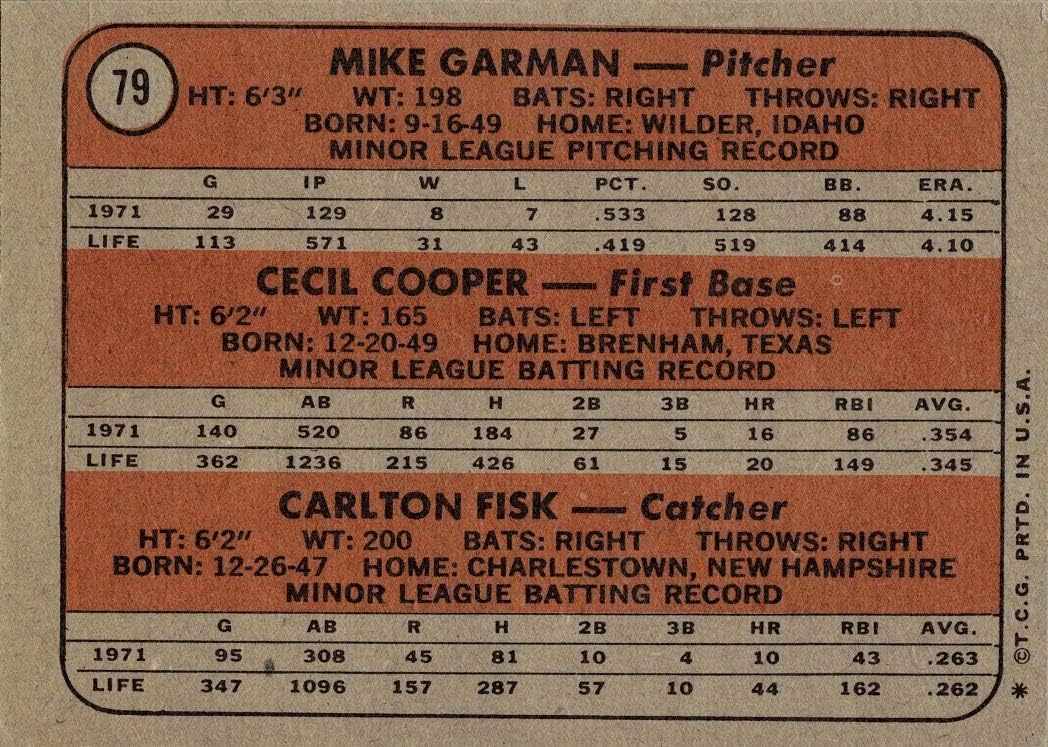 79
MIKE GARMAN — Pitcher
HT: 6'3" WT: 198 BATS: RIGHT THROWS: RIGHT
BORN: 9-16-49 HOME: WILDER, IDAHO
MINOR LEAGUE PITCHING RECORD
G IP W L PCT. SO. BB. ERA.
1971 29 129 8 7 .533 128 88 4.15
LIFE 113 571 31 43 .419 519 414 4.10
CECIL COOPER — First Base
HT: 6'2" WT: 165 BATS: LEFT THROWS: LEFT
BORN: 12-20-49 HOME: BRENHAM, TEXAS
MINOR LEAGUE BATTING RECORD
G AB R H 2B 3B HR RBI AVG.
1971 140 520 86 184 27 5 16 86 .354
LIFE 362 1236 215 426 61 15 20 149 .345
CARLTON FISK — Catcher
HT: 6'2" WT: 200 BATS: RIGHT THROWS: RIGHT
BORN: 12-26-47 HOME: CHARLESTOWN, NEW HAMPSHIRE
MINOR LEAGUE BATTING RECORD
G AB R H 2B 3B HR RBI AVG.
1971 95 308 45 81 10 4 10 43 .263
LIFE 347 1096 157 287 57 10 44 162 .262
* ©T.C.G. PRTD. IN U.S.A.